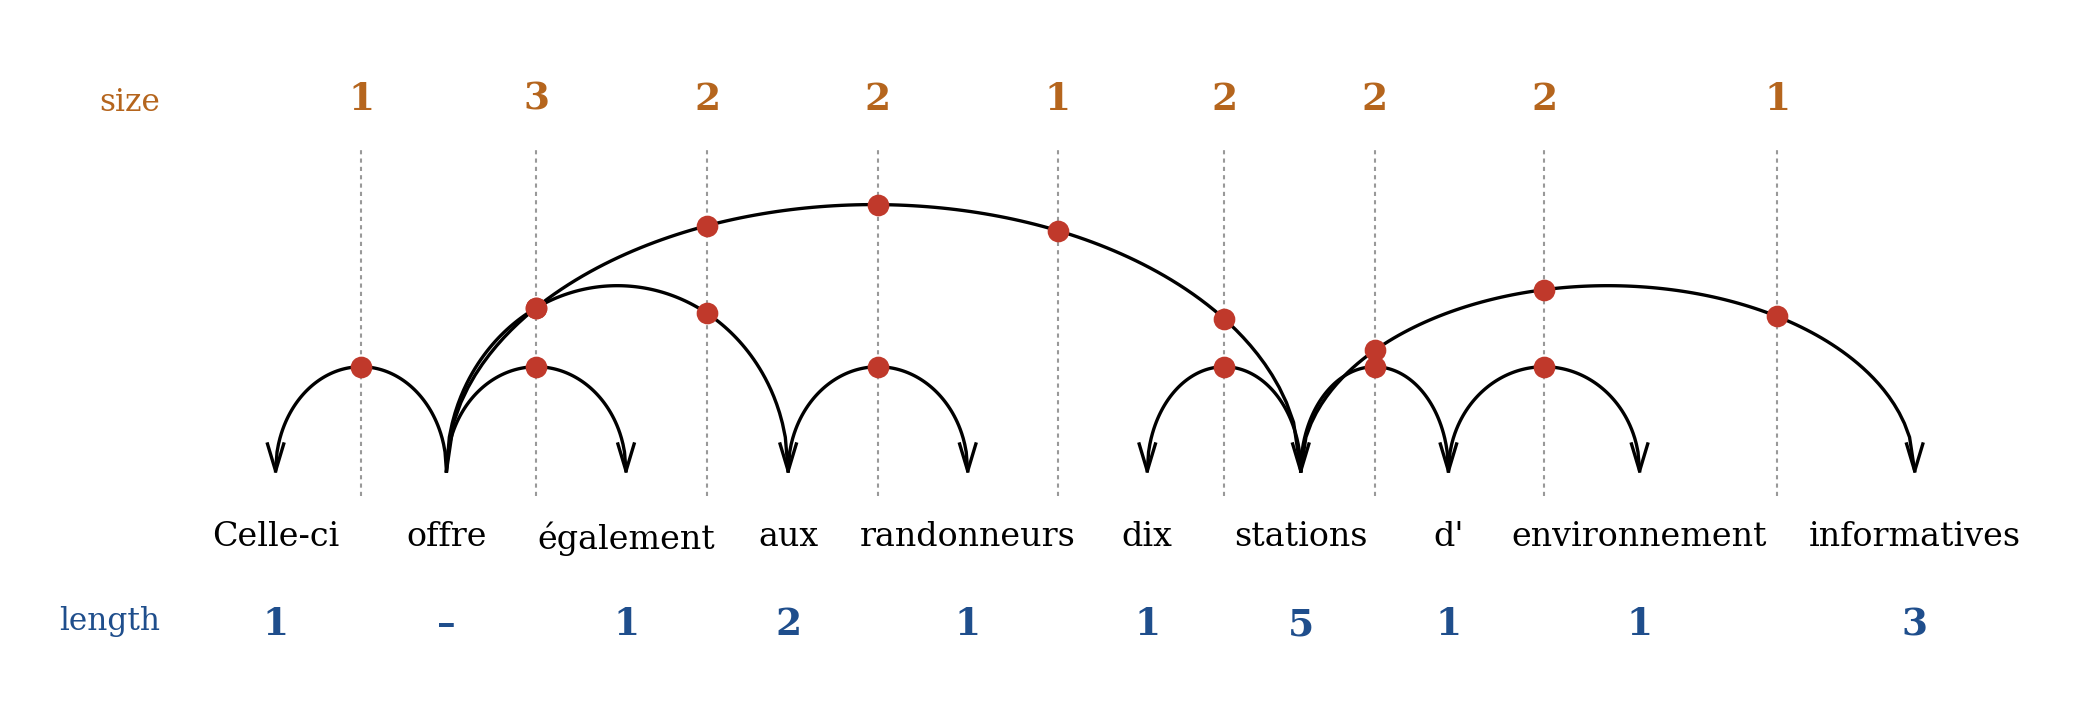 size 1 3 2 2 1 2 2 2 1
Celle-ci offre également aux randonneurs dix stations d' environnement informatives
length 1 – 1 2 1 1 5 1 1 3